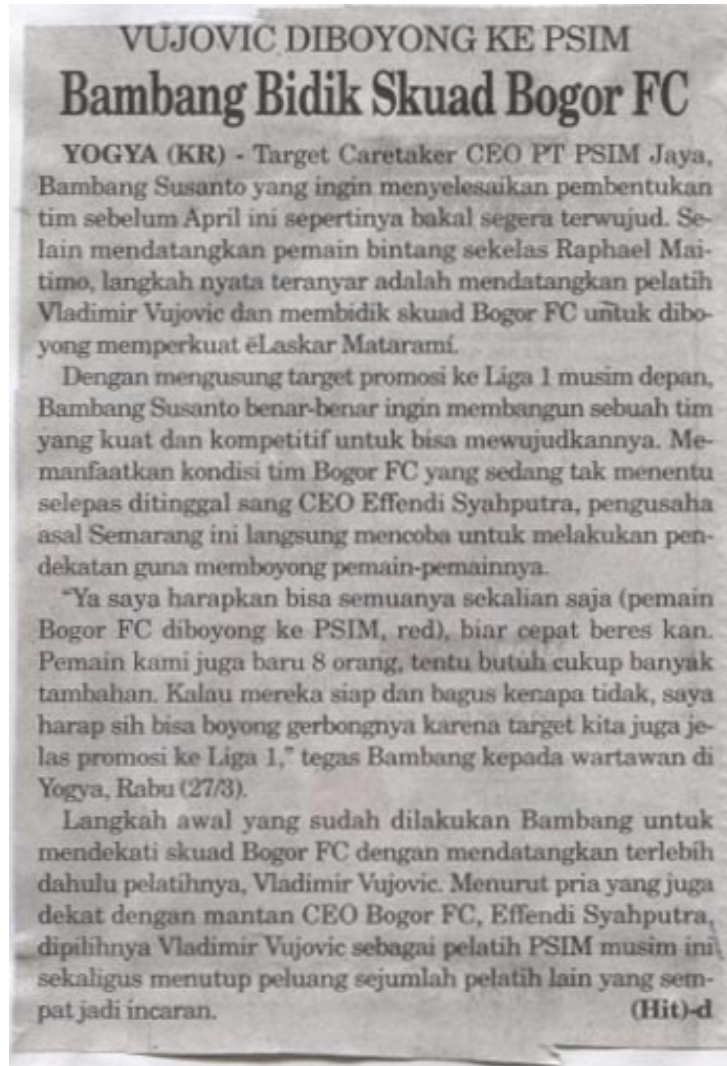 VUJOVIC DIBOYONG KE PSIM
Bambang Bidik Skuad Bogor FC
YOGYA (KR) - Target Caretaker CEO PT PSIM Jaya,
Bambang Susanto yang ingin menyelesaikan pembentukan
tim sebelum April ini sepertinya bakal segera terwujud. Se-
lain mendatangkan pemain bintang sekelas Raphael Mai-
timo, langkah nyata teranyar adalah mendatangkan pelatih
Vladimir Vujovic dan membidik skuad Bogor FC untuk dibo-
yong memperkuat ëLaskar Mataramí.
Dengan mengusung target promosi ke Liga 1 musim depan,
Bambang Susanto benar-benar ingin membangun sebuah tim
yang kuat dan kompetitif untuk bisa mewujudkannya. Me-
manfaatkan kondisi tim Bogor FC yang sedang tak menentu
selepas ditinggal sang CEO Effendi Syahputra, pengusaha
asal Semarang ini langsung mencoba untuk melakukan pen-
dekatan guna memboyong pemain-pemainnya.
"Ya saya harapkan bisa semuanya sekalian saja (pemain
Bogor FC diboyong ke PSIM, red), biar cepat beres kan.
Pemain kami juga baru 8 orang, tentu butuh cukup banyak
tambahan. Kalau mereka siap dan bagus kenapa tidak, saya
harap sih bisa boyong gerbongnya karena target kita juga je-
las promosi ke Liga 1," tegas Bambang kepada wartawan di
Yogya, Rabu (27/3).
Langkah awal yang sudah dilakukan Bambang untuk
mendekati skuad Bogor FC dengan mendatangkan terlebih
dahulu pelatihnya, Vladimir Vujovic. Menurut pria yang juga
dekat dengan mantan CEO Bogor FC, Effendi Syahputra,
dipilihnya Vladimir Vujovic sebagai pelatih PSIM musim ini
sekaligus menutup peluang sejumlah pelatih lain yang sem-
pat jadi incaran. (Hit)-d